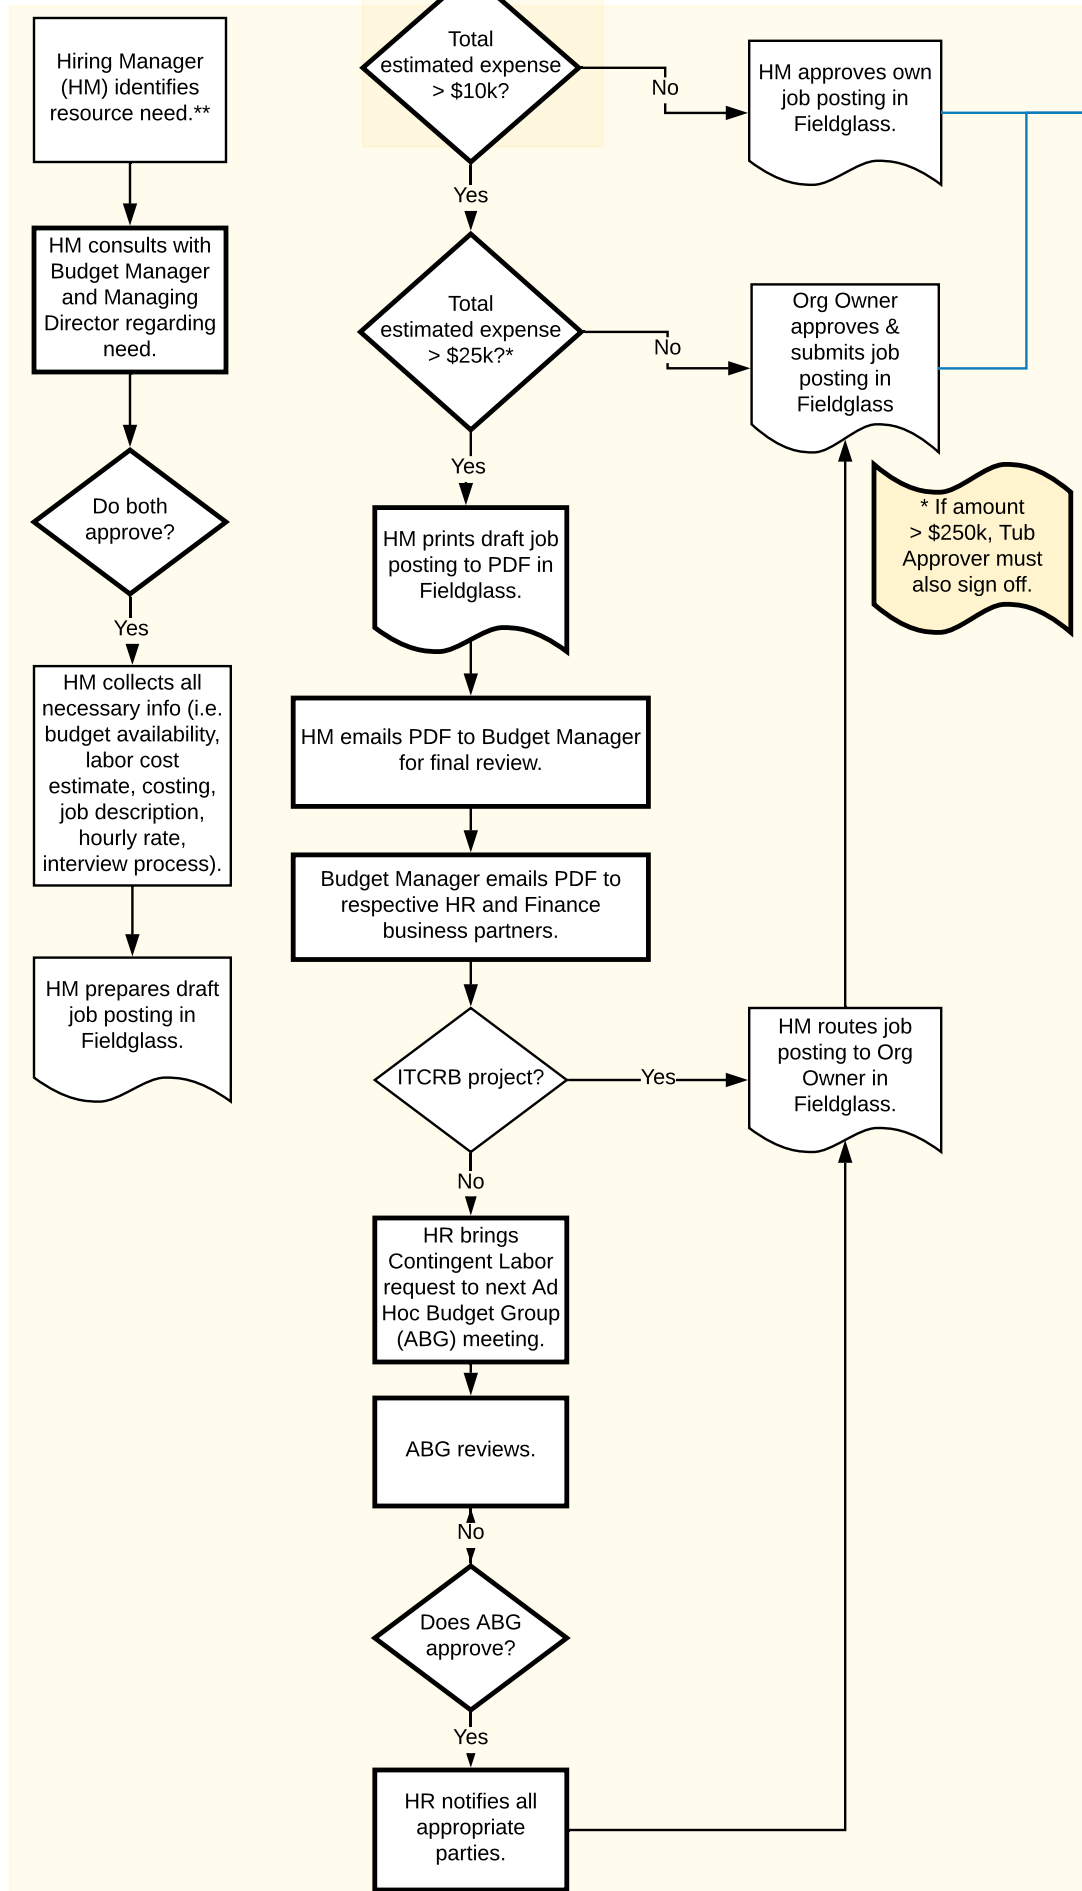 Hiring Manager
(HM) identifies
resource need.**
HM consults with
Budget Manager
and Managing
Director regarding
need.
Do both
approve?
Yes
HM collects all
necessary info (i.e.
budget availability,
labor cost
estimate, costing,
job description,
hourly rate,
interview process).
HM prepares draft
job posting in
Fieldglass.
Total
estimated expense
> $10k?
No
HM approves own
job posting in
Fieldglass.
Yes
Total
estimated expense
> $25k?*
No
Org Owner
approves &
submits job
posting in
Fieldglass
* If amount
> $250k, Tub
Approver must
also sign off.
Yes
HM prints draft job
posting to PDF in
Fieldglass.
HM emails PDF to Budget Manager
for final review.
Budget Manager emails PDF to
respective HR and Finance
business partners.
ITCRB project?
Yes
HM routes job
posting to Org
Owner in
Fieldglass.
No
HR brings
Contingent Labor
request to next Ad
Hoc Budget Group
(ABG) meeting.
ABG reviews.
No
Does ABG
approve?
Yes
HR notifies all
appropriate
parties.